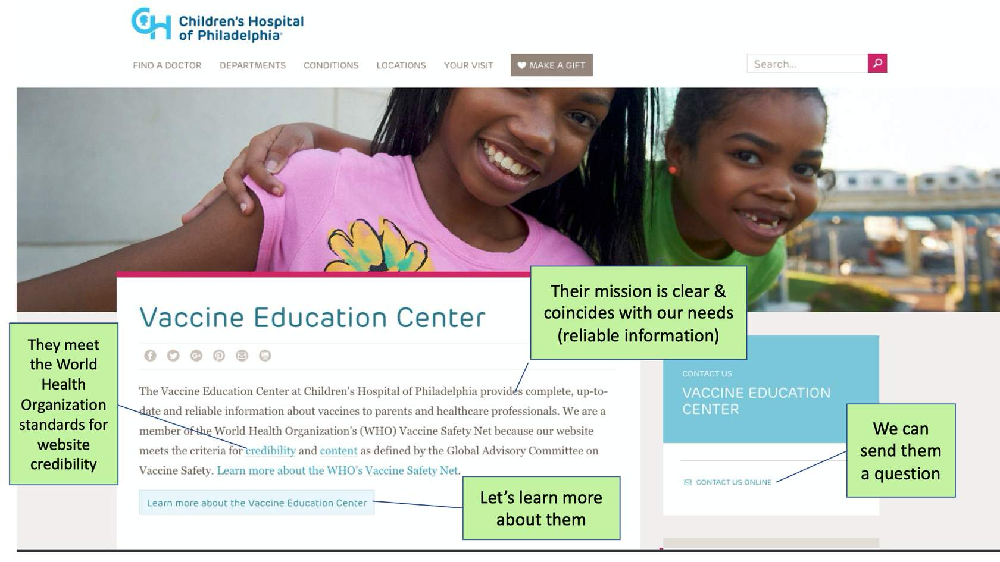 Children's Hospital
of Philadelphia
FIND A DOCTOR
DEPARTMENTS
CONDITIONS
LOCATIONS
YOUR VISIT
MAKE A GIFT
Search...
Their mission is clear &
coincides with our needs
(reliable information)
Vaccine Education Center
They meet
the World
Health
Organization
standards for
website
credibility
The Vaccine Education Center at Children's Hospital of Philadelphia provides complete, up-to-
date and reliable information about vaccines to parents and healthcare professionals. We are a
member of the World Health Organization's (WHO) Vaccine Safety Net because our website
meets the criteria for credibility and content as defined by the Global Advisory Committee on
Vaccine Safety. Learn more about the WHO's Vaccine Safety Net.
Learn more about the Vaccine Education Center
Let's learn more
about them
CONTACT US
VACCINE EDUCATION
CENTER
CONTACT US ONLINE
We can
send them
a question